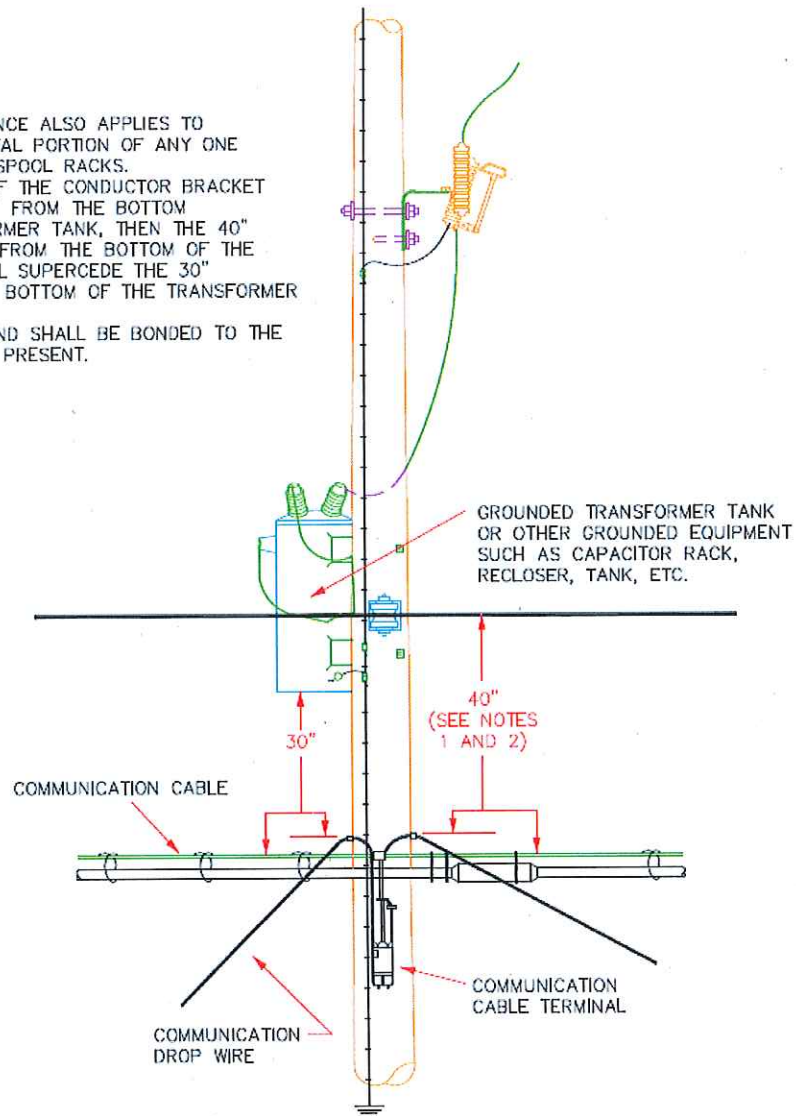 NCE ALSO APPLIES TO
TAL PORTION OF ANY ONE
SPOOL RACKS.
F THE CONDUCTOR BRACKET
FROM THE BOTTOM
RMER TANK, THEN THE 40"
FROM THE BOTTOM OF THE
L SUPERCEDE THE 30"
BOTTOM OF THE TRANSFORMER
ND SHALL BE BONDED TO THE
PRESENT.
GROUNDED TRANSFORMER TANK
OR OTHER GROUNDED EQUIPMENT
SUCH AS CAPACITOR RACK,
RECLOSER, TANK, ETC.
40"
(SEE NOTES
1 AND 2)
30"
COMMUNICATION CABLE
COMMUNICATION
CABLE TERMINAL
COMMUNICATION
DROP WIRE